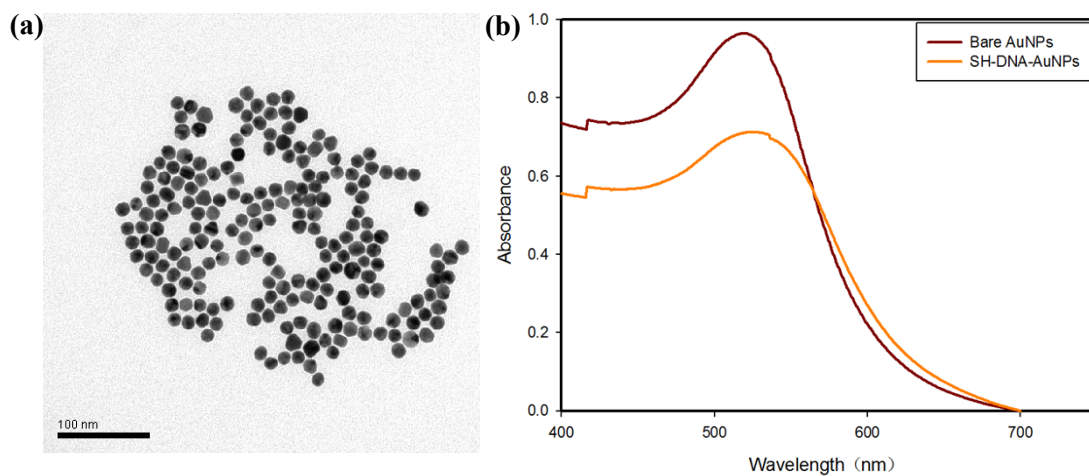 (a)
100 nm
(b)
1.0
0.8
0.6
0.4
0.2
0.0
Absorbance
400
500
600
700
Wavelength（nm）
Bare AuNPs
SH-DNA-AuNPs